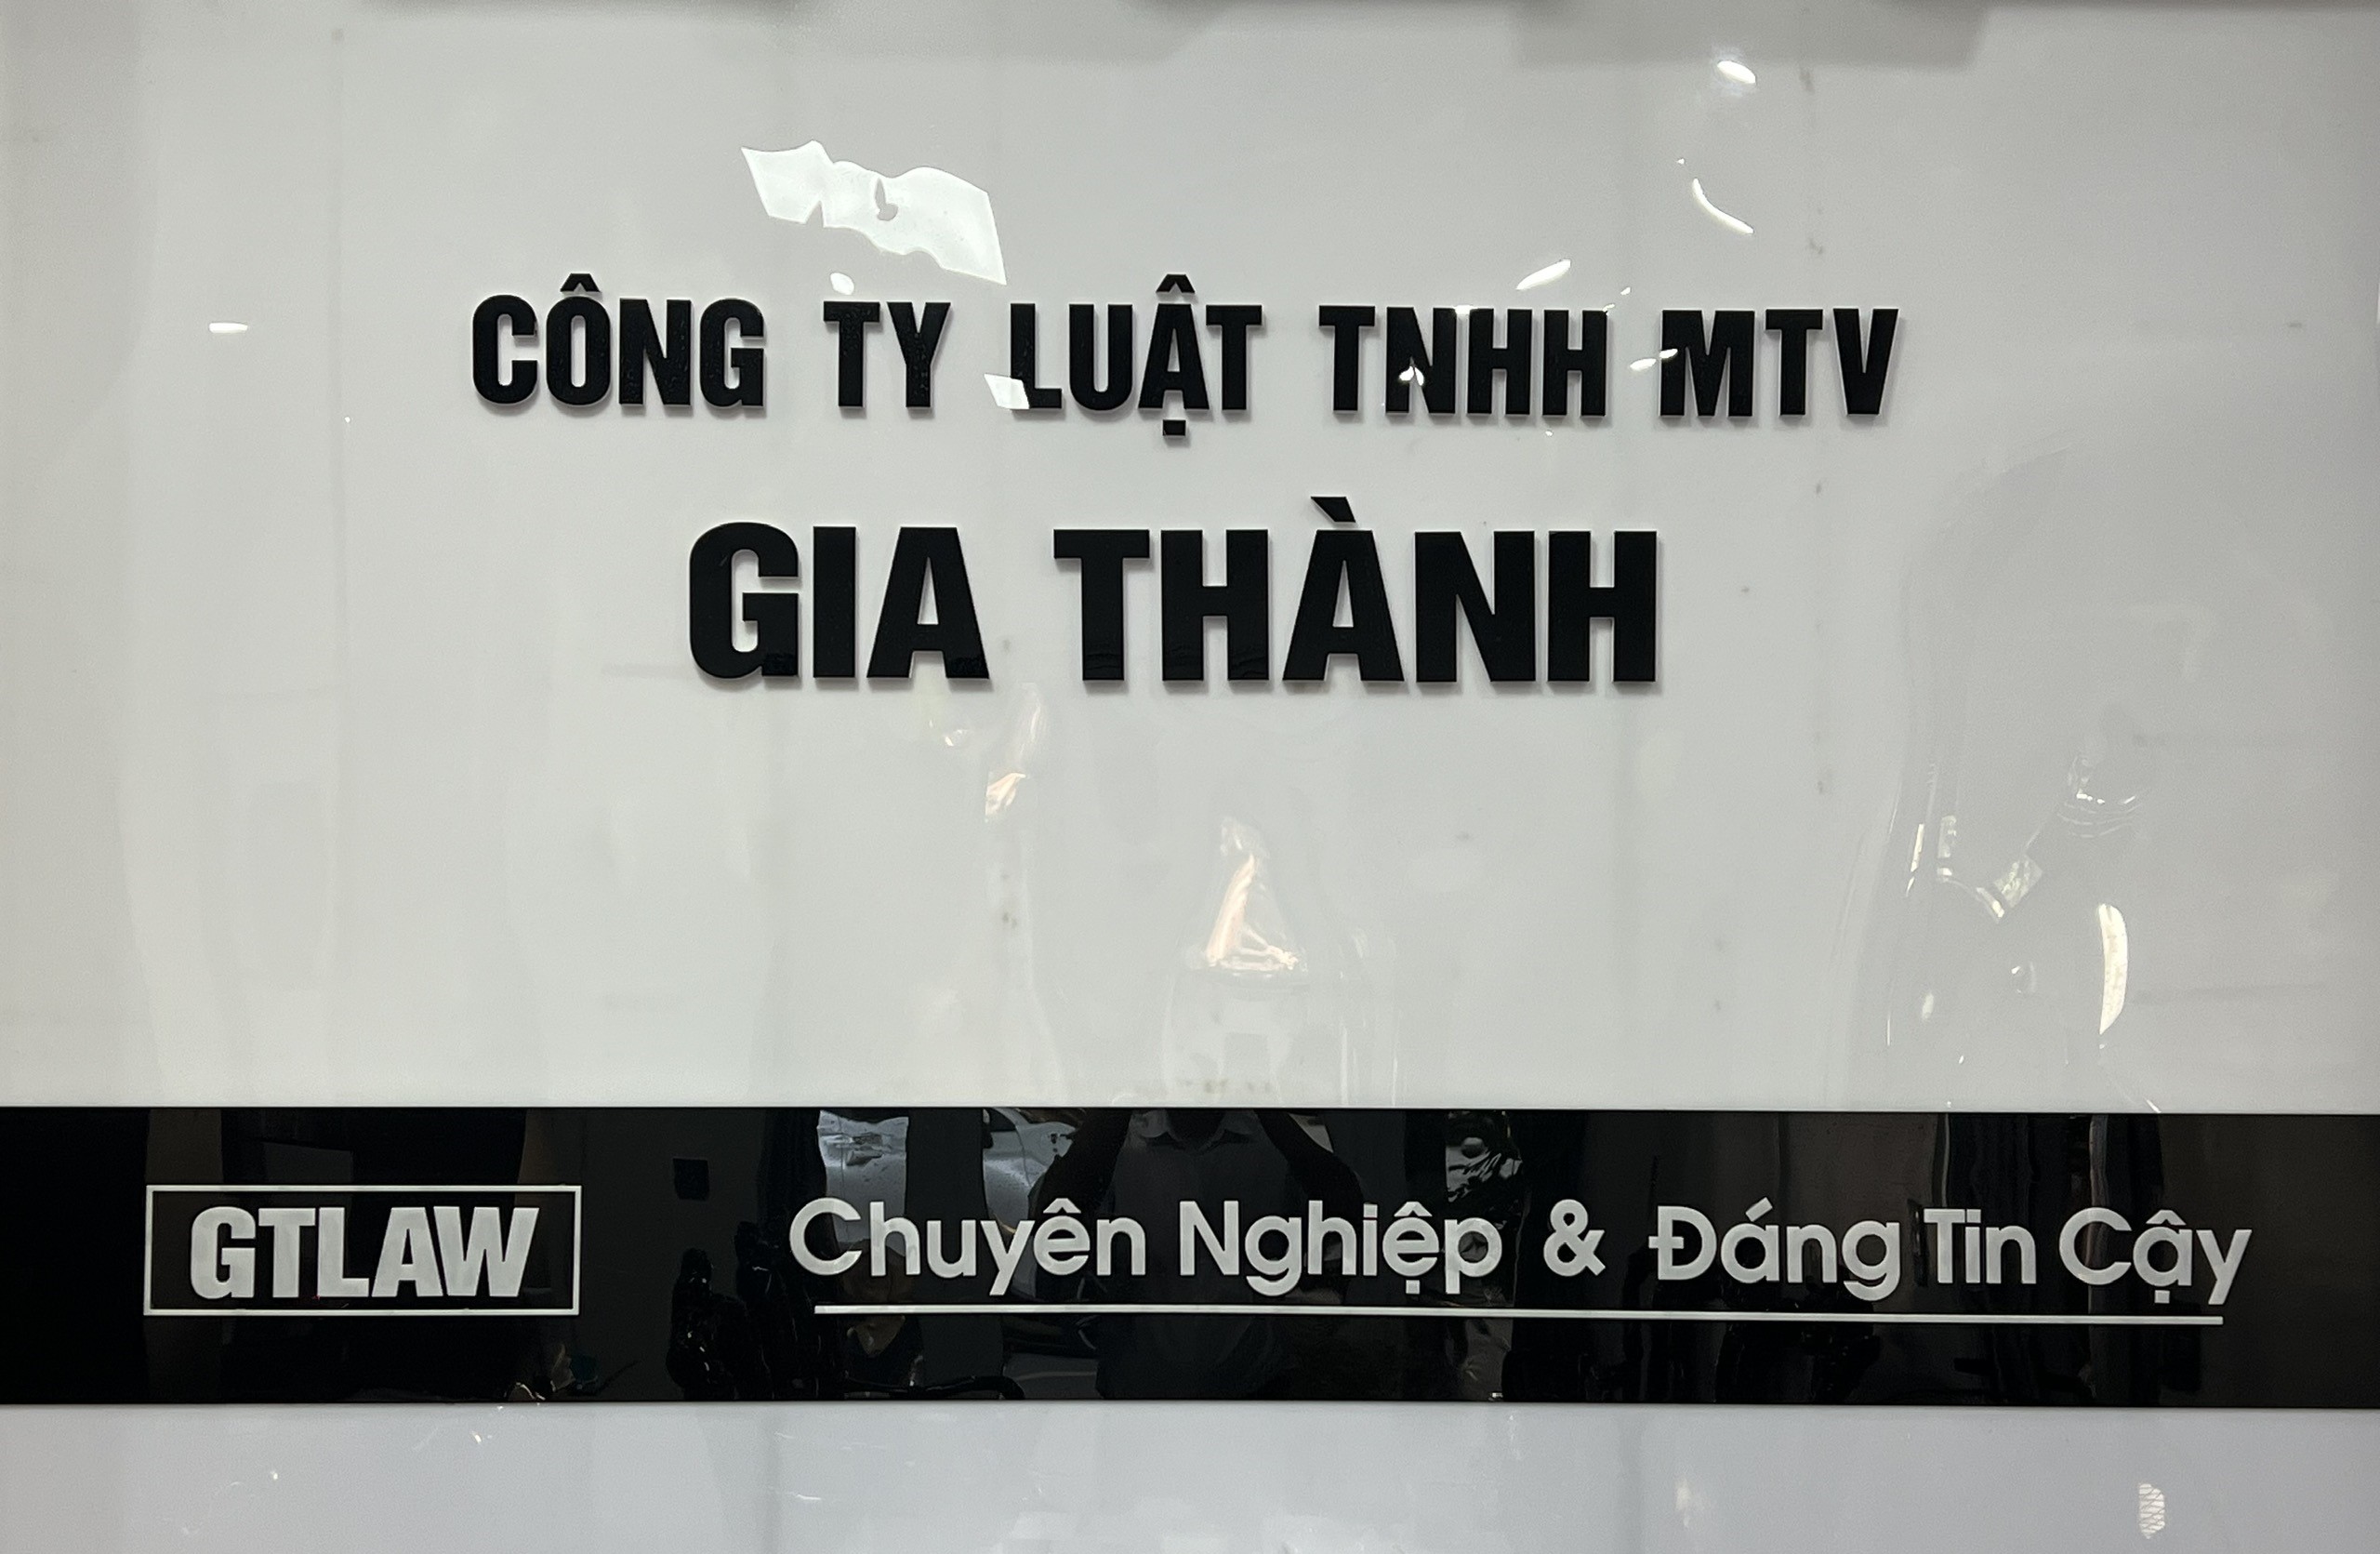 CÔNG TY LUẬT TNHH MTV
GIA THÀNH
GTLAW
Chuyên Nghiệp & Đáng Tin Cậy